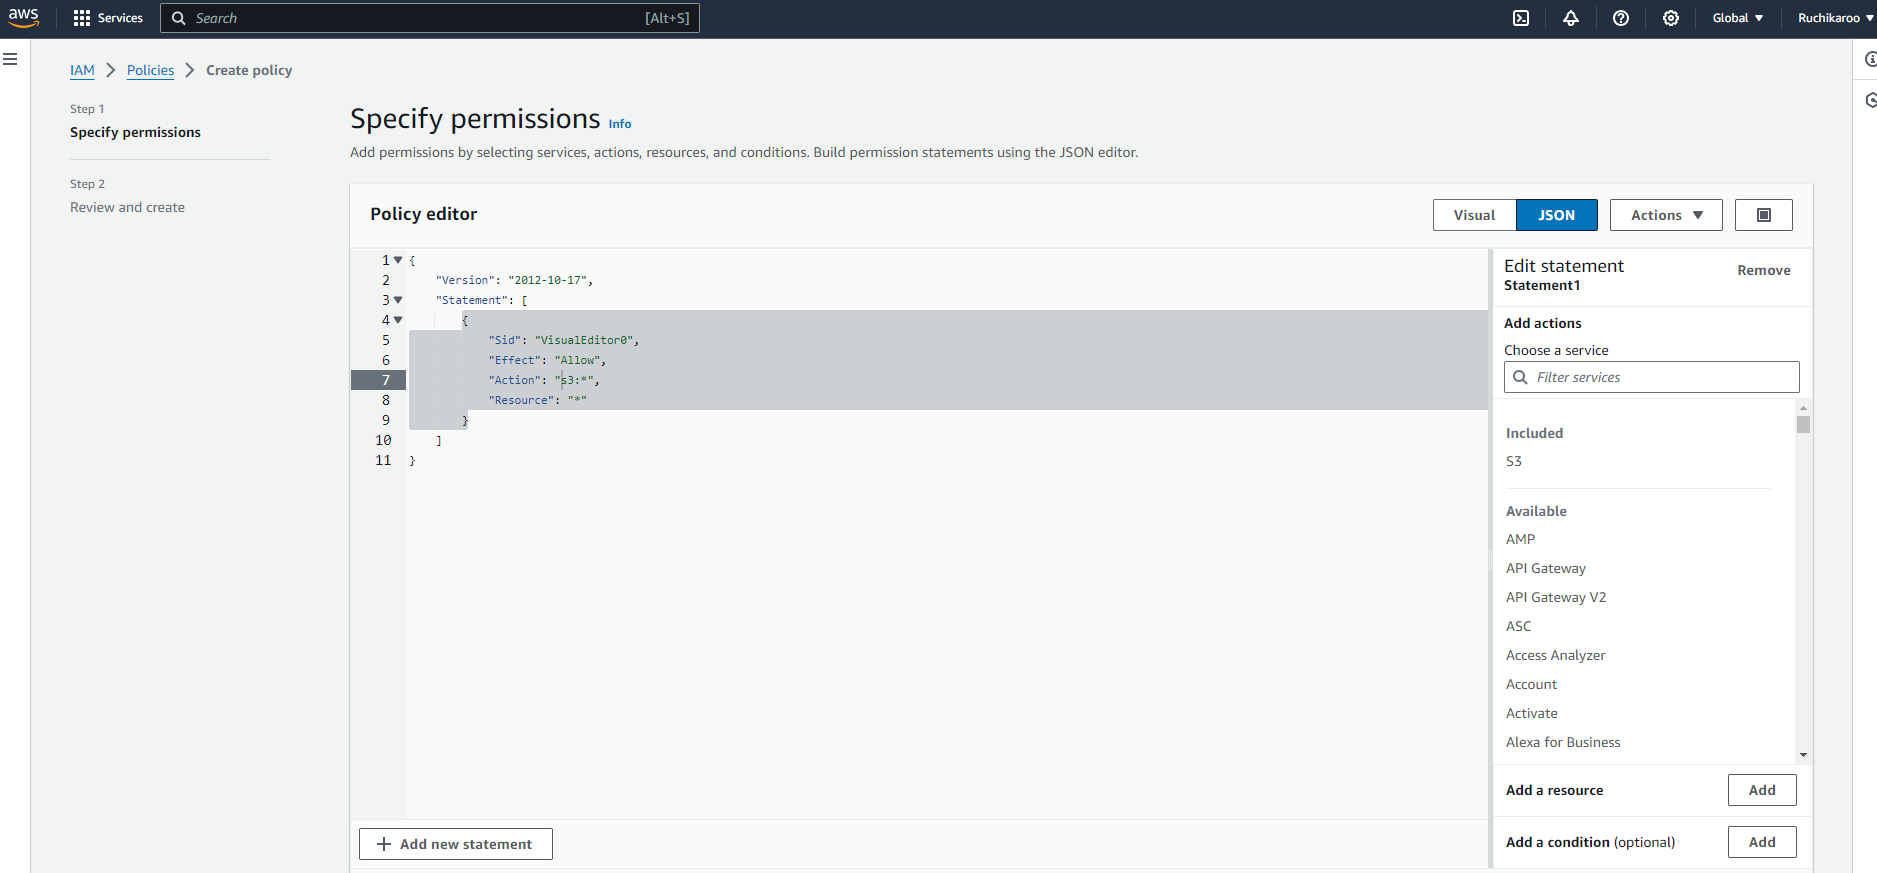 aws
Services
Search
[Alt+S]
Global
Ruchikaroo
IAM
Policies
Create policy
Step 1
Specify permissions
Step 2
Review and create
Specify permissions Info
Add permissions by selecting services, actions, resources, and conditions. Build permission statements using the JSON editor.
Policy editor
Visual
JSON
Actions
1 {
2 "Version": "2012-10-17",
3 "Statement": [
4 {
5 "Sid": "VisualEditor0",
6 "Effect": "Allow",
7 "Action": "s3:*",
8 "Resource": "*"
9 }
10 ]
11 }
+ Add new statement
Edit statement
Remove
Statement1
Add actions
Choose a service
Filter services
Included
S3
Available
AMP
API Gateway
API Gateway V2
ASC
Access Analyzer
Account
Activate
Alexa for Business
Add a resource
Add
Add a condition (optional)
Add